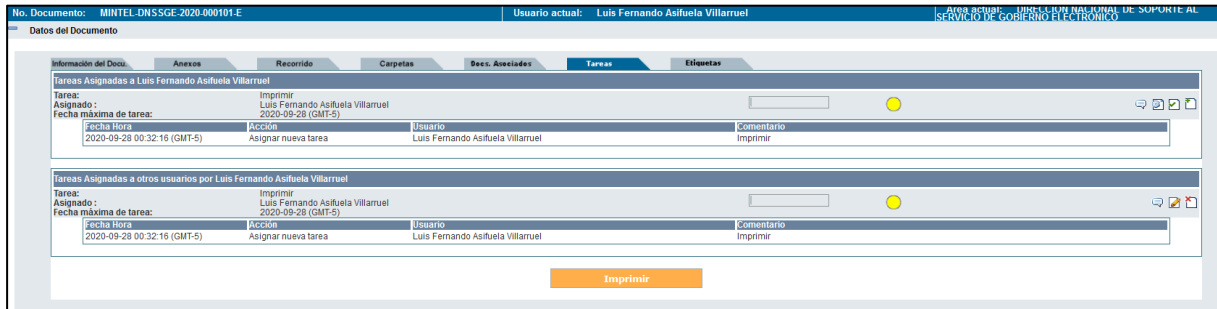 No. Documento: MINTEL-DNSSGE-2020-000101-E Usuario actual: Luis Fernando Asifuela Villarruel Área actual: DIRECCIÓN NACIONAL DE SOPORTE AL
SERVICIO DE GOBIERNO ELECTRÓNICO
Datos del Documento
Información del Docu. Anexos Recorrido Carpetas Docs. Asociados Tareas Etiquetas
Tareas Asignadas a Luis Fernando Asifuela Villarruel
Tarea: Imprimir
Asignado : Luis Fernando Asifuela Villarruel
Fecha máxima de tarea: 2020-09-28 (GMT-5)
Fecha Hora Acción Usuario Comentario
2020-09-28 00:32:16 (GMT-5) Asignar nueva tarea Luis Fernando Asifuela Villarruel Imprimir
Tareas Asignadas a otros usuarios por Luis Fernando Asifuela Villarruel
Tarea: Imprimir
Asignado : Luis Fernando Asifuela Villarruel
Fecha máxima de tarea: 2020-09-28 (GMT-5)
Fecha Hora Acción Usuario Comentario
2020-09-28 00:32:16 (GMT-5) Asignar nueva tarea Luis Fernando Asifuela Villarruel Imprimir
Imprimir